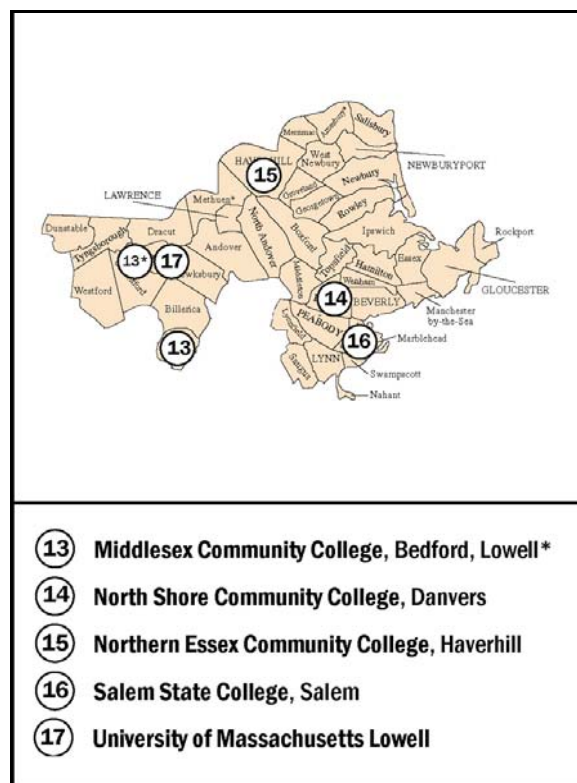 Amesbury*
Salisbury
Merrimac
West
Newbury
NEWBURYPORT
15
Groveland
Newbury
Georgetown
LAWRENCE
Methuen*
Rowley
North Andover
Boxford
Ipswich
Rockport
Dunstable
Tyngsborough
Dracut
Andover
Topsfield
Hamilton
Essex
13*
17
Middleton
Wenham
GLOUCESTER
Westford
14
BEVERLY
Manchester
by-the-Sea
Billerica
PEABODY
Lynnfield
16
Marblehead
13
LYNN
Saugus
Swampscott
Nahant
13 Middlesex Community College, Bedford, Lowell*
14 North Shore Community College, Danvers
15 Northern Essex Community College, Haverhill
16 Salem State College, Salem
17 University of Massachusetts Lowell